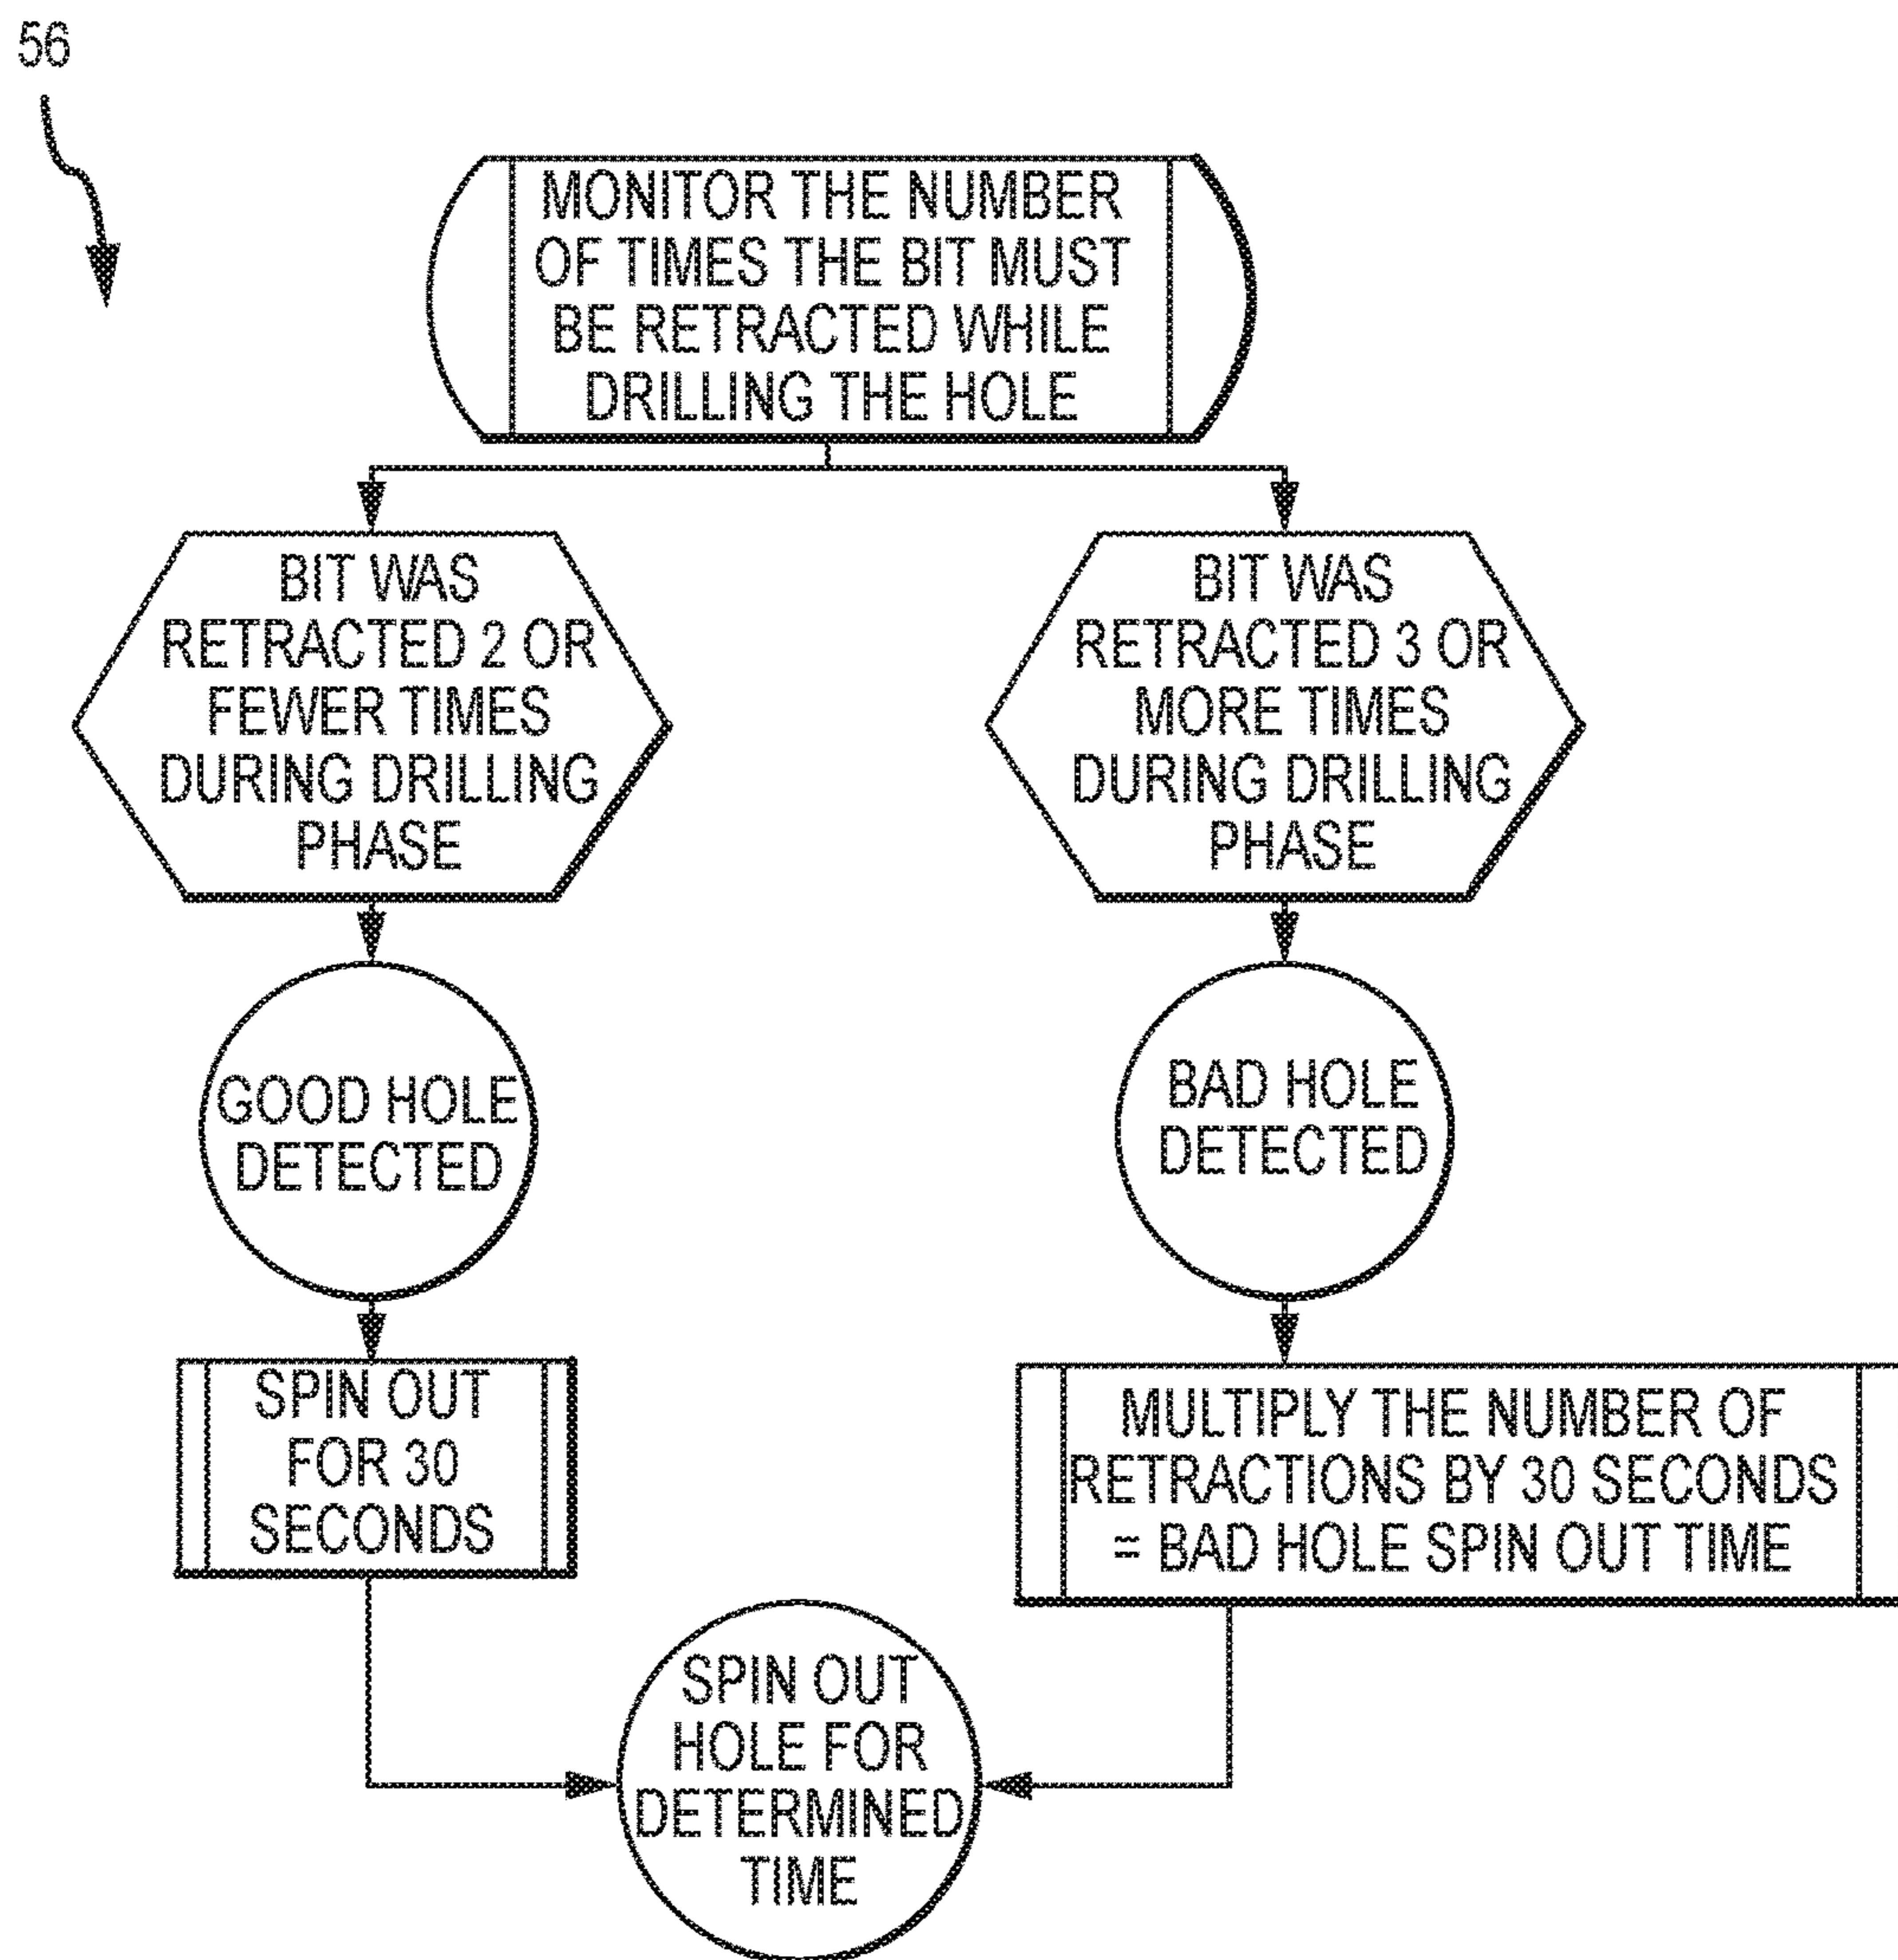 56
MONITOR THE NUMBER
OF TIMES THE BIT MUST
BE RETRACTED WHILE
DRILLING THE HOLE
BIT WAS
RETRACTED 2 OR
FEWER TIMES
DURING DRILLING
PHASE
BIT WAS
RETRACTED 3 OR
MORE TIMES
DURING DRILLING
PHASE
GOOD HOLE
DETECTED
BAD HOLE
DETECTED
SPIN OUT
FOR 30
SECONDS
MULTIPLY THE NUMBER OF
RETRACTIONS BY 30 SECONDS
= BAD HOLE SPIN OUT TIME
SPIN OUT
HOLE FOR
DETERMINED
TIME